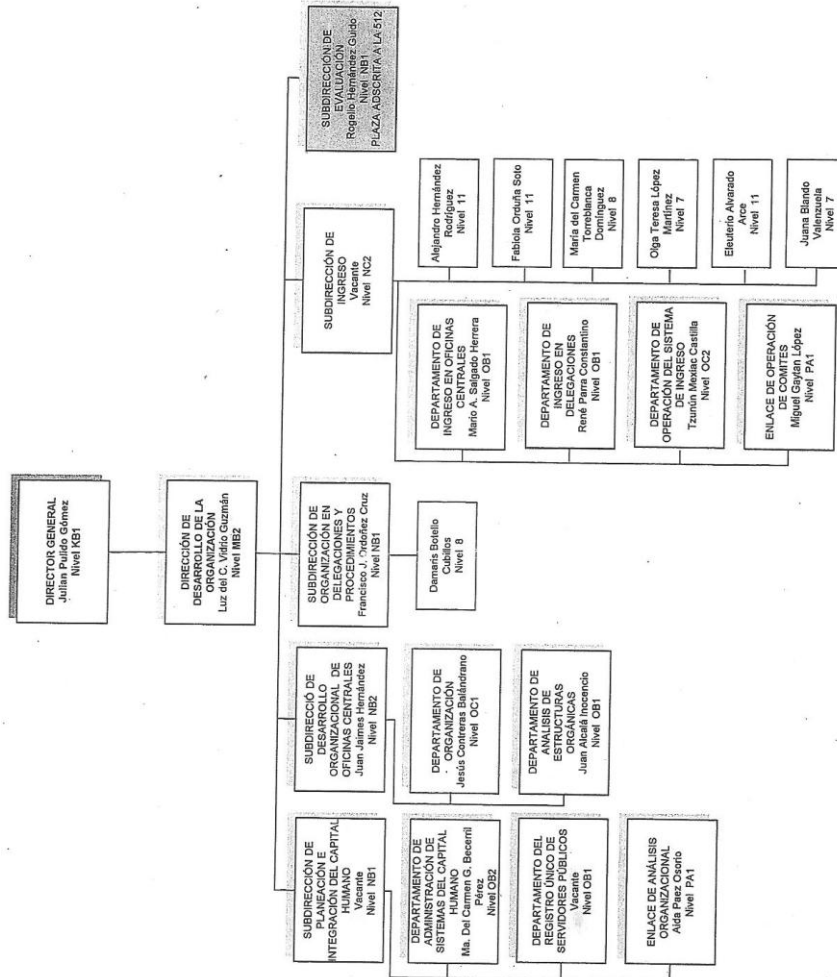 DIRECTOR GENERAL
Julian Pulido Gómez
Nivel KB1
DIRECCIÓN DE
DESARROLLO DE LA
ORGANIZACIÓN
Luz del C. Vidrio Guzmán
Nivel MB2
SUBDIRECCIÓN DE
PLANEACIÓN E
INTEGRACIÓN DEL CAPITAL
HUMANO
Vacante
Nivel NB1
SUBDIRECCIÓ DE
DESARROLLO
ORGANIZACIONAL DE
OFICINAS CENTRALES
Juan Jaimes Hernández
Nivel NB2
SUBDIRECCIÓN DE
ORGANIZACIÓN EN
DELEGACIONES Y
PROCEDIMIENTOS
Francisco J. Ordoñez Cruz
Nivel NB1
SUBDIRECCIÓN DE
INGRESO
Vacante
Nivel NC2
SUBDIRECCIÓN DE
EVALUACIÓN
Rogelio Hernández Guido
Nivel NB1
PLAZA ADSCRITA A LA 512
DEPARTAMENTO DE
ADMINISTRACIÓN DE
SISTEMAS DEL CAPITAL
HUMANO
Ma. Del Carmen G. Becerril
Pérez
Nivel OB2
DEPARTAMENTO DEL
REGISTRO ÚNICO DE
SERVIDORES PÚBLICOS
Vacante
Nivel OB1
ENLACE DE ANÁLISIS
ORGANIZACIONAL
Aida Paez Osorio
Nivel PA1
DEPARTAMENTO DE
ORGANIZACIÓN
Jesús Contreras Balándrano
Nivel OC1
DEPARTAMENTO DE
ANALISIS DE
ESTRUCTURAS
ORGÁNICAS
Juan Alcalá Inocencio
Nivel OB1
Damaris Botello
Cubillos
Nivel 8
DEPARTAMENTO DE
INGRESO EN OFICINAS
CENTRALES
Mario A. Salgado Herrera
Nivel OB1
DEPARTAMENTO DE
INGRESO EN
DELEGACIONES
René Parra Constantino
Nivel OB1
DEPARTAMENTO DE
OPERACIÓN DEL SISTEMA
DE INGRESO
Tzunún Mexiac Castilla
Nivel OC2
ENLACE DE OPERACIÓN
DE COMITES
Miguel Gaytan López
Nivel PA1
Alejandro Hernández
Rodríguez
Nivel 11
Fabiola Orduña Soto
Nivel 11
María del Carmen
Torreblanca
Domínguez
Nivel 8
Olga Teresa López
Martínez
Nivel 7
Eleuterio Alvarado
Arce
Nivel 11
Juana Blando
Valenzuela
Nivel 7